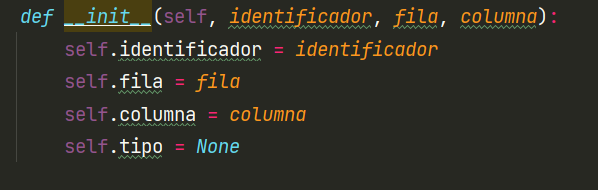 def __init__(self, identificador, fila, columna):
self.identificador = identificador
self.fila = fila
self.columna = columna
self.tipo = None